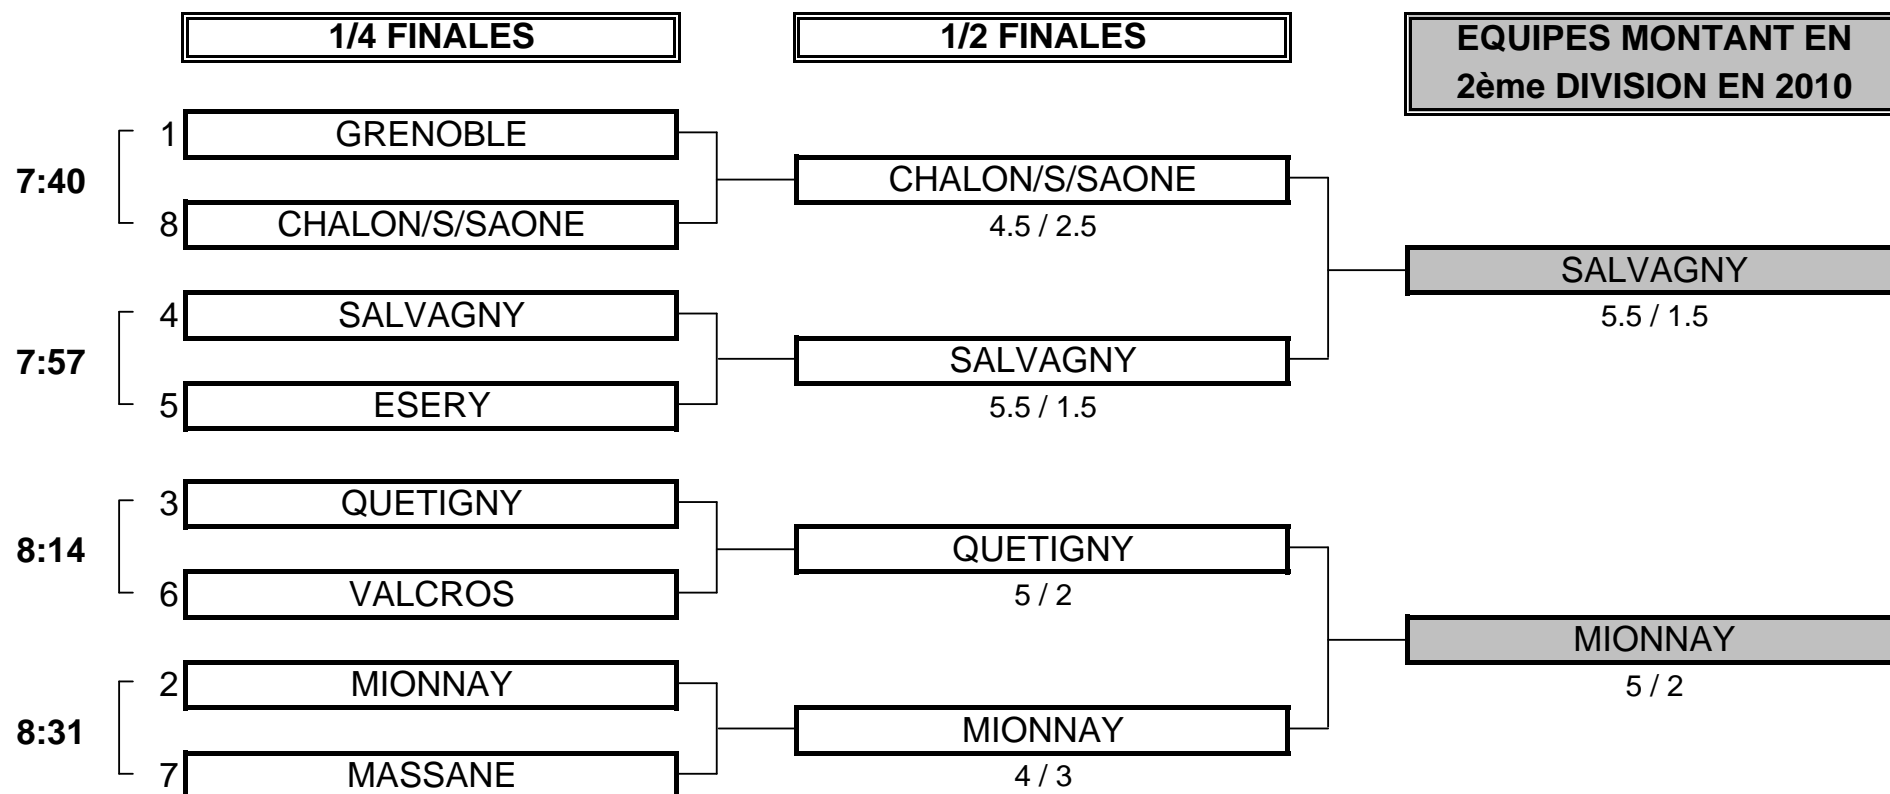 1/4 FINALES
1/2 FINALES
EQUIPES MONTANT EN
2ème DIVISION EN 2010
7:40
1 GRENOBLE
8 CHALON/S/SAONE
CHALON/S/SAONE
4.5 / 2.5
7:57
4 SALVAGNY
5 ESERY
SALVAGNY
5.5 / 1.5
SALVAGNY
5.5 / 1.5
8:14
3 QUETIGNY
6 VALCROS
QUETIGNY
5 / 2
8:31
2 MIONNAY
7 MASSANE
MIONNAY
4 / 3
MIONNAY
5 / 2